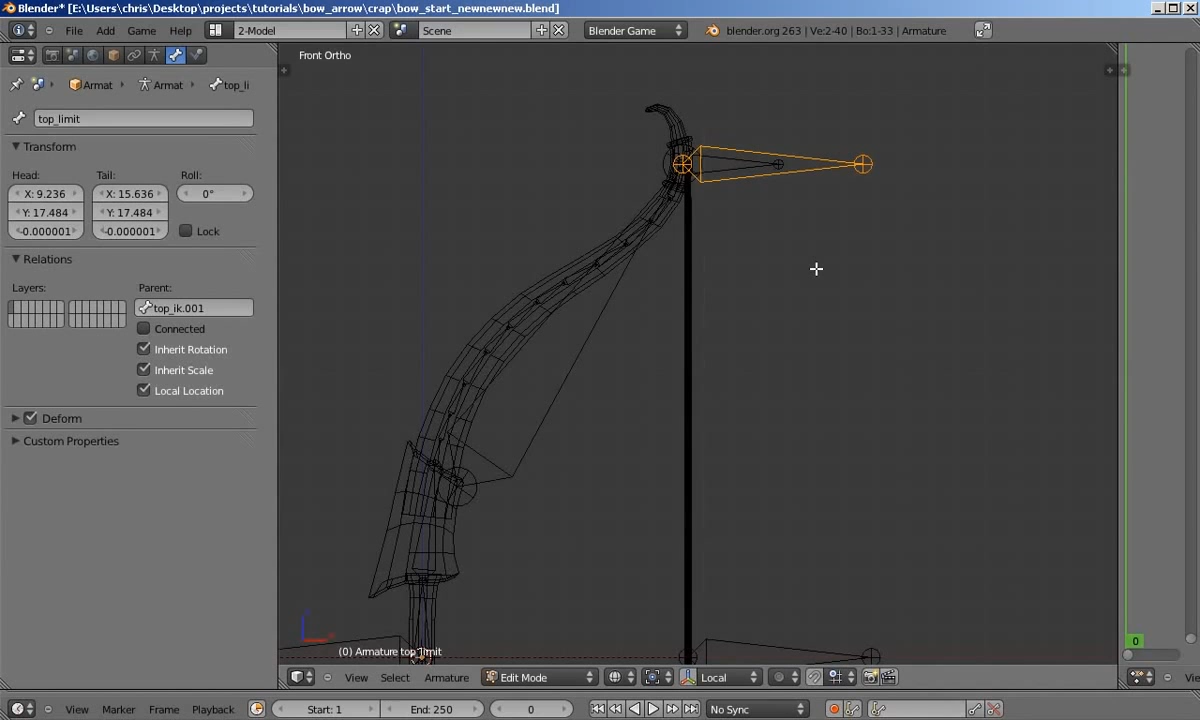 Blender* [E:\Users\chris\Desktop\projects\tutorials\bow_arrow\crap\bow_start_newnewnew.blend]
File Add Game Help 2-Model Scene Blender Game blender.org 263 | Ve:2-40 | Bo:1-33 | Armature
Front Ortho
Armat Armat top_li
top_limit
Transform
Head: Tail: Roll:
X: 9.236 X: 15.636 0°
Y: 17.484 Y: 17.484
-0.000001 -0.000001 Lock
Relations
Layers: Parent:
top_ik.001
Connected
Inherit Rotation
Inherit Scale
Local Location
Deform
Custom Properties
0
(0) Armature top_limit
View Select Armature Edit Mode Local Vie
View Marker Frame Playback Start: 1 End: 250 0 No Sync